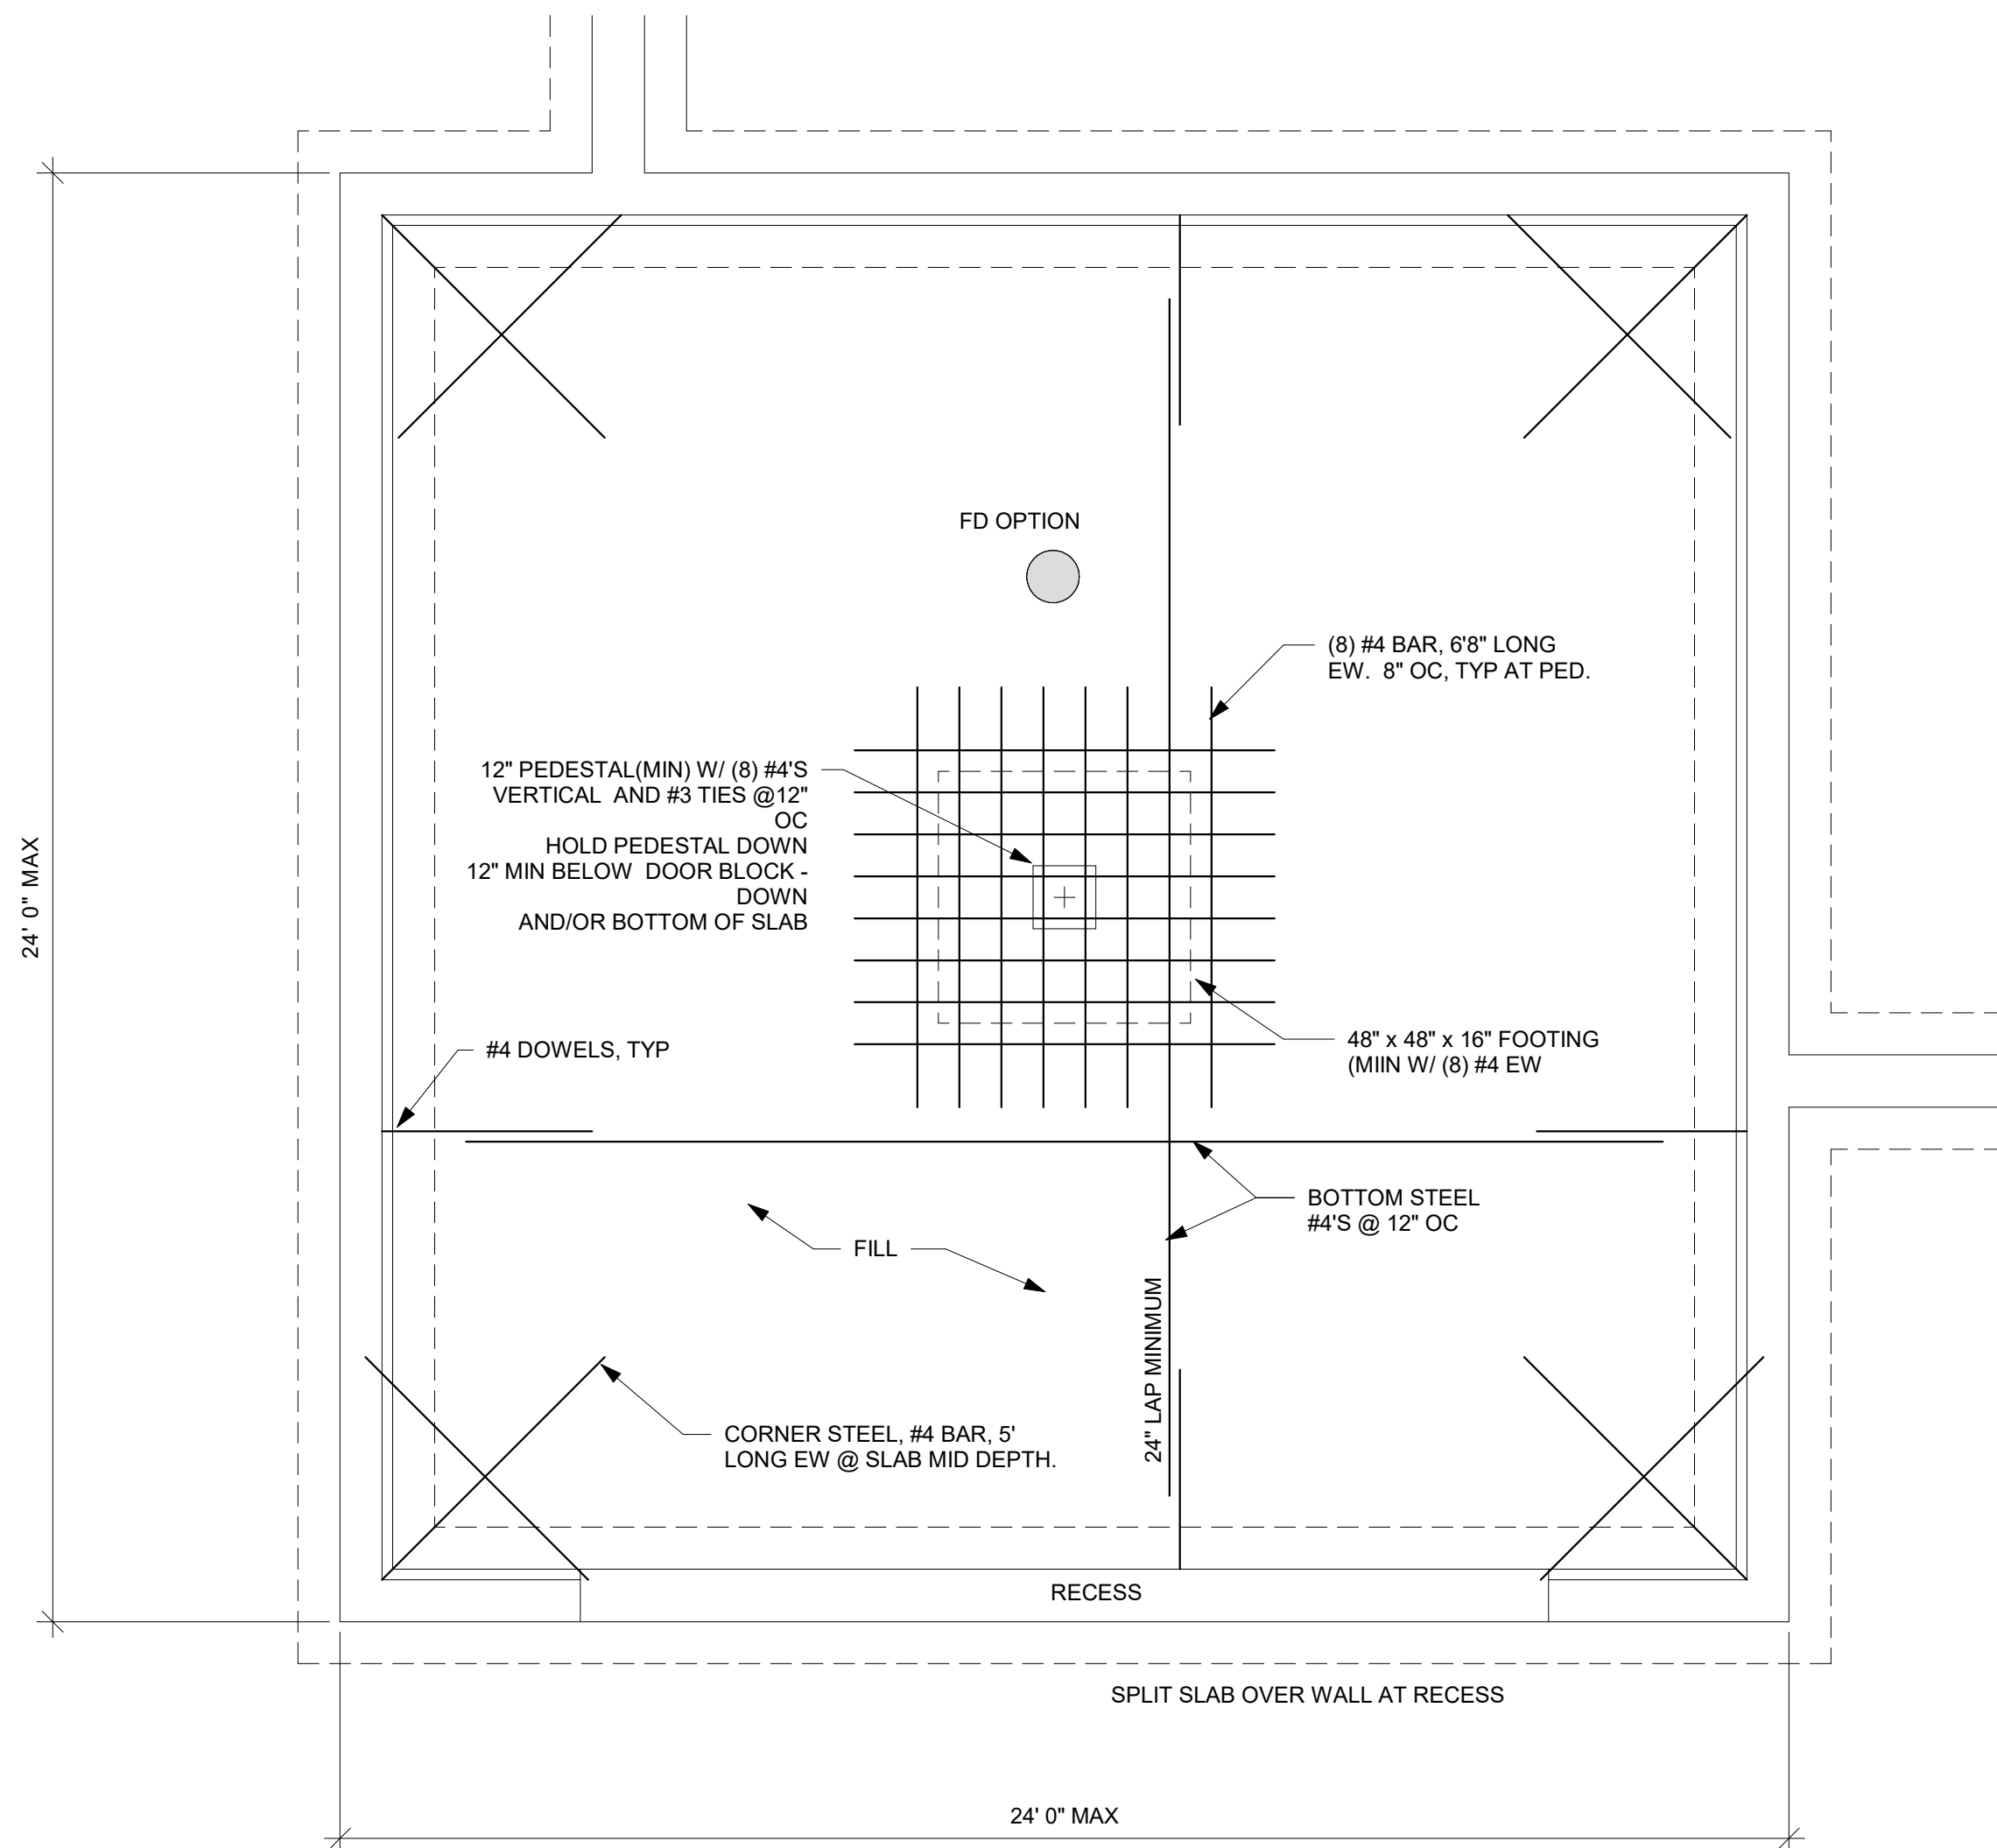 FD OPTION
(8) #4 BAR, 6'8" LONG
EW.  8" OC, TYP AT PED.
12" PEDESTAL(MIN) W/ (8) #4'S
VERTICAL  AND #3 TIES @12"
OC
HOLD PEDESTAL DOWN
12" MIN BELOW  DOOR BLOCK -
DOWN
AND/OR BOTTOM OF SLAB
24' 0" MAX
#4 DOWELS, TYP
48" x 48" x 16" FOOTING
(MIIN W/ (8) #4 EW
BOTTOM STEEL
#4'S @ 12" OC
FILL
24" LAP MINIMUM
CORNER STEEL, #4 BAR, 5'
LONG EW @ SLAB MID DEPTH.
RECESS
SPLIT SLAB OVER WALL AT RECESS
24' 0" MAX